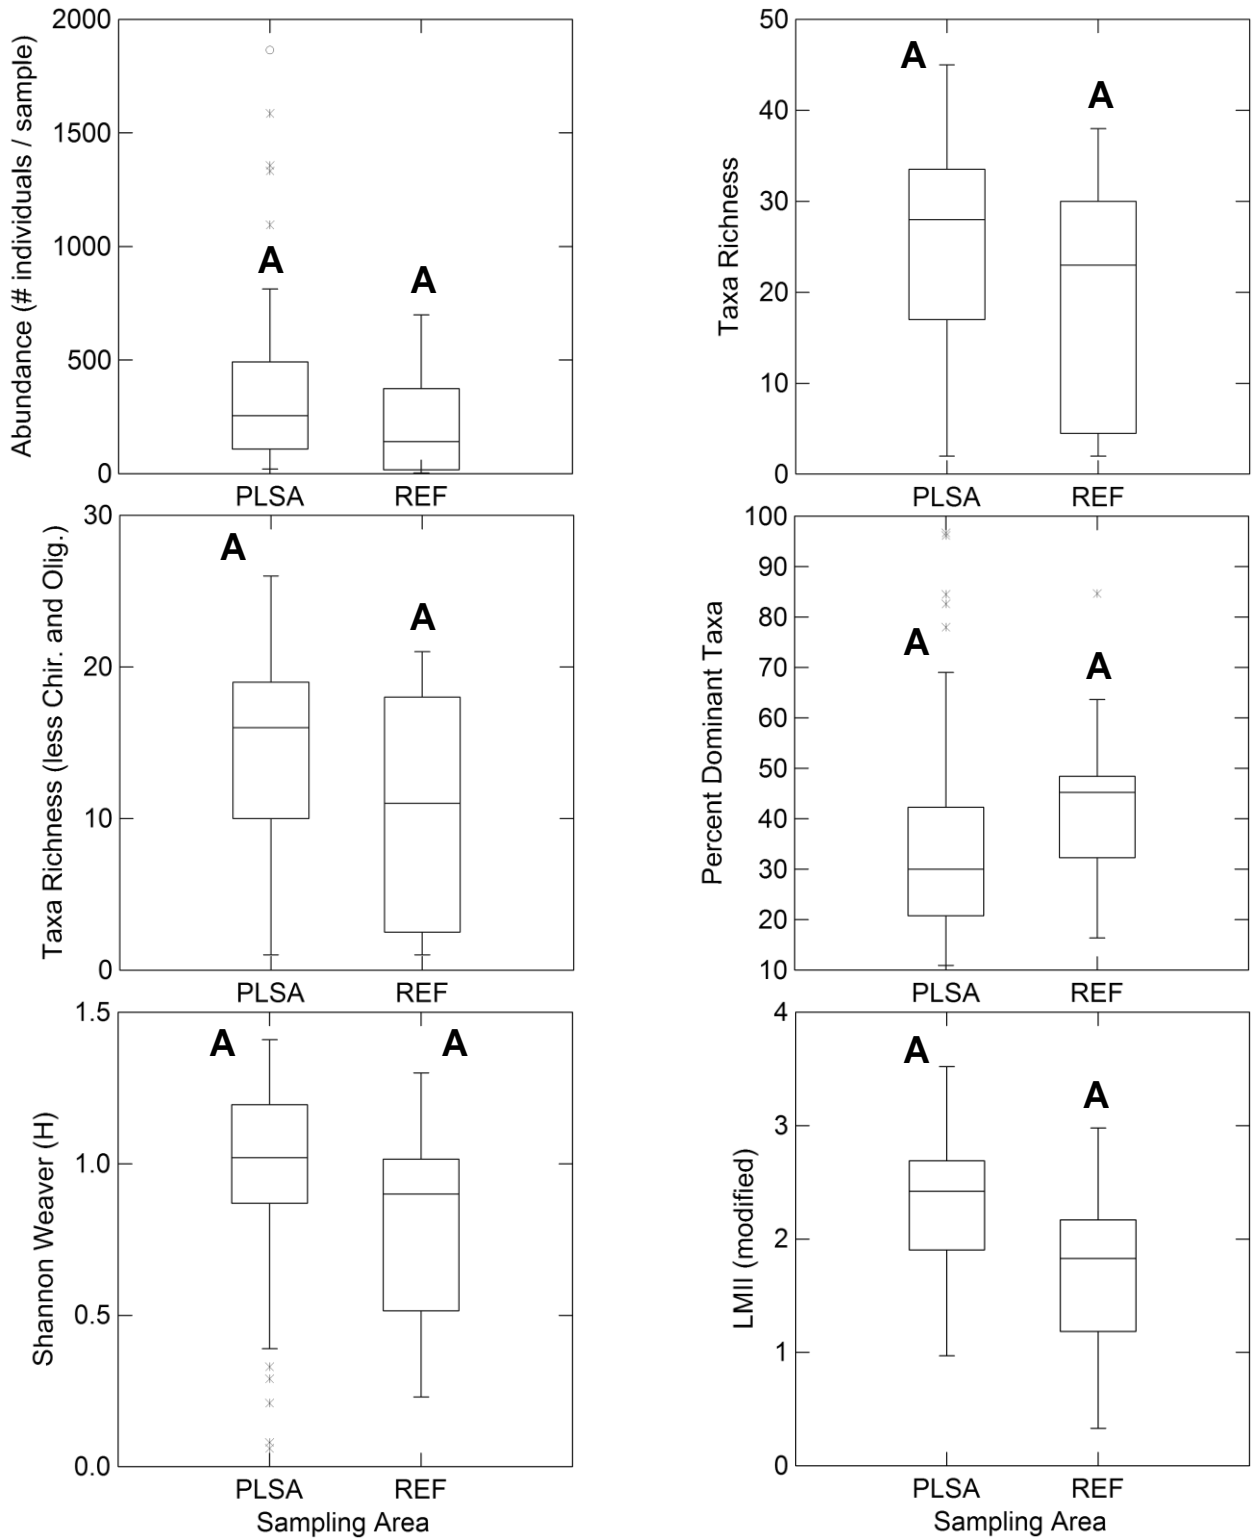 Abundance (# individuals / sample)
2000
1500
1000
500
0
A
A
PLSA
REF
Taxa Richness
50
40
30
20
10
0
A
A
PLSA
REF
Taxa Richness (less Chir. and Olig.)
30
20
10
0
A
A
PLSA
REF
Percent Dominant Taxa
100
90
80
70
60
50
40
30
20
10
A
A
PLSA
REF
Shannon Weaver (H)
1.5
1.0
0.5
0.0
A
A
PLSA
REF
Sampling Area
LMII (modified)
4
3
2
1
0
A
A
PLSA
REF
Sampling Area